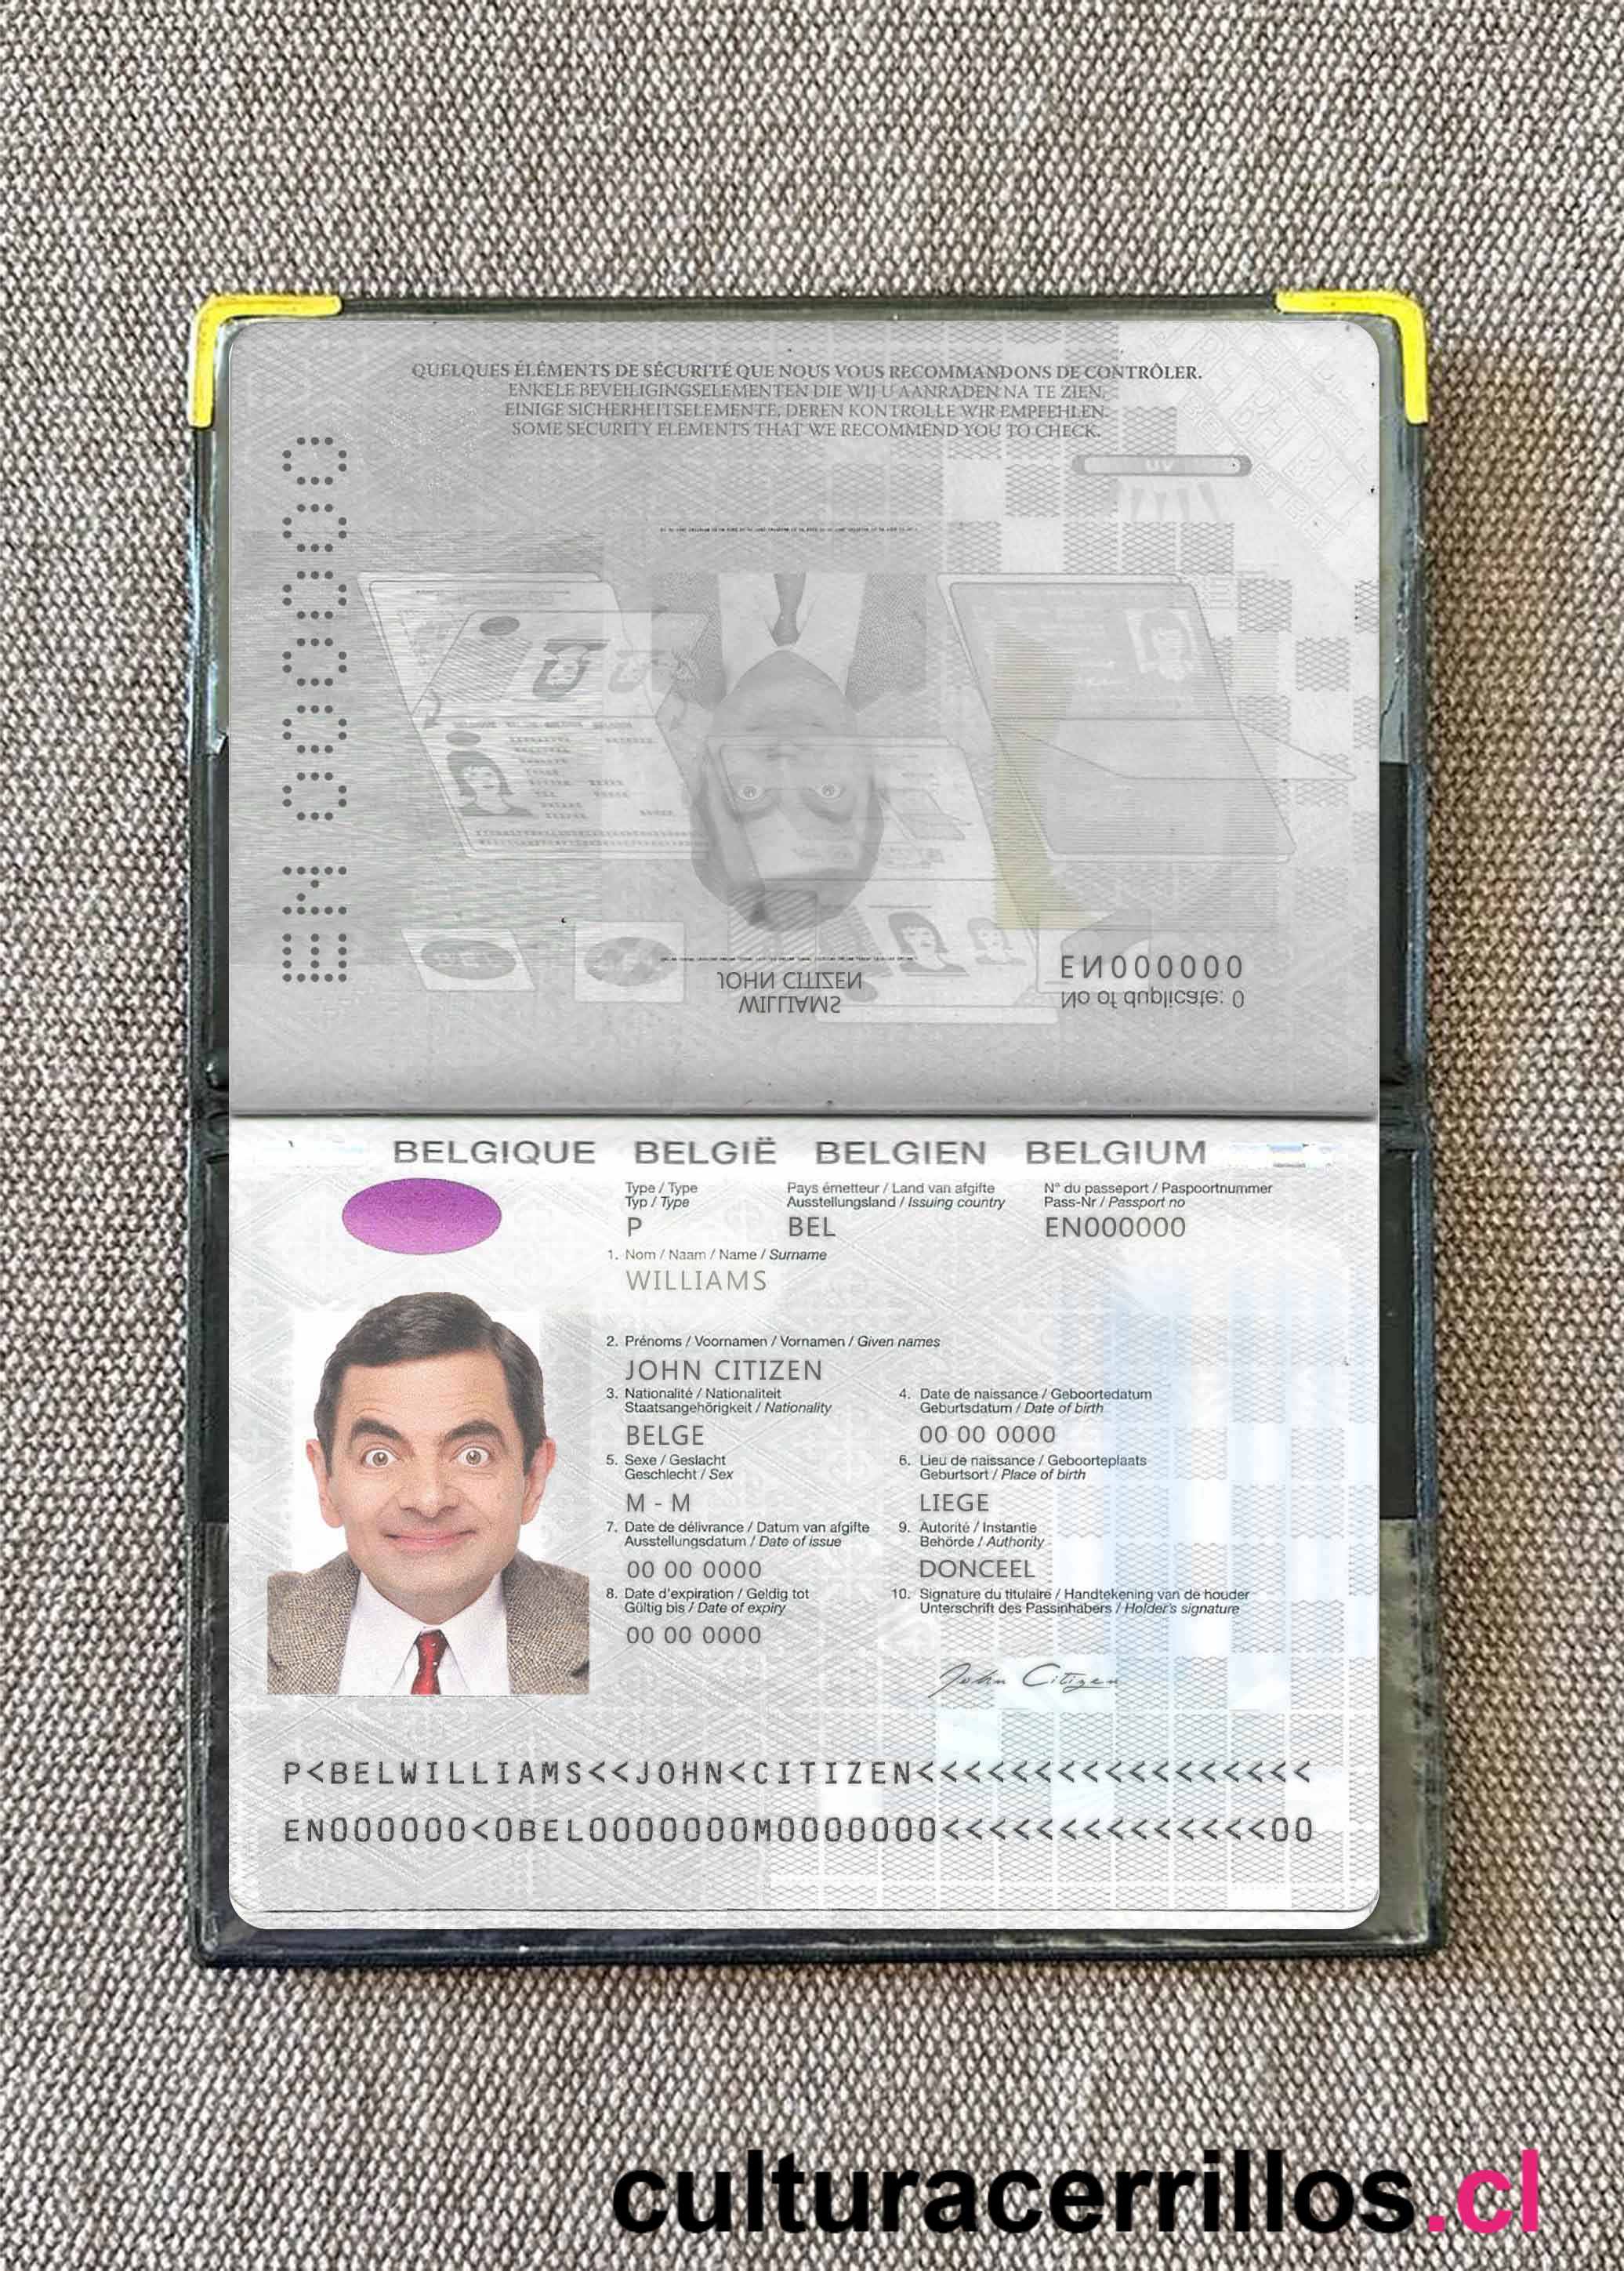 QUELQUES ÉLÉMENTS DE SÉCURITÉ QUE NOUS VOUS RECOMMANDONS DE CONTRÔLER.
ENKELE BEVEILIGINGSELEMENTEN DIE WIJ U AANRADEN NA TE ZIEN.
EINIGE SICHERHEITSELEMENTE, DEREN KONTROLLE WIR EMPFEHLEN.
SOME SECURITY ELEMENTS THAT WE RECOMMEND YOU TO CHECK.
UV
EN000000
JOHN CITIZEN
WILLIAMS
EN000000
No of duplicate: 0
BELGIQUE BELGIË BELGIEN BELGIUM
Type / Type Pays émetteur / Land van afgifte N° du passeport / Paspoortnummer
Typ / Type Ausstellungsland / Issuing country Pass-Nr / Passport no
P BEL EN000000
1. Nom / Naam / Name / Surname
WILLIAMS
2. Prénoms / Voornamen / Vornamen / Given names
JOHN CITIZEN
3. Nationalité / Nationaliteit 4. Date de naissance / Geboortedatum
Staatsangehörigkeit / Nationality Geburtsdatum / Date of birth
BELGE 00 00 0000
5. Sexe / Geslacht 6. Lieu de naissance / Geboorteplaats
Geschlecht / Sex Geburtsort / Place of birth
M - M LIEGE
7. Date de délivrance / Datum van afgifte 9. Autorité / Instantie
Ausstellungsdatum / Date of issue Behörde / Authority
00 00 0000 DONCEEL
8. Date d'expiration / Geldig tot 10. Signature du titulaire / Handtekening van de houder
Gültig bis / Date of expiry Unterschrift des Passinhabers / Holder's signature
00 00 0000
John Citizen
P<BELWILLIAMS<<JOHN<CITIZEN<<<<<<<<<<<<<<<<<
EN000000<0BEL0000000M0000000<<<<<<<<<<<<<<00
culturacerrillos.cl